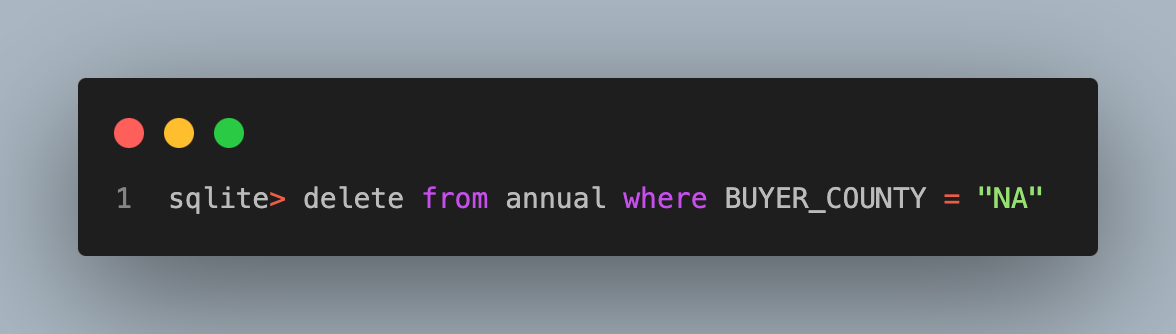 1 sqlite> delete from annual where BUYER_COUNTY = "NA"